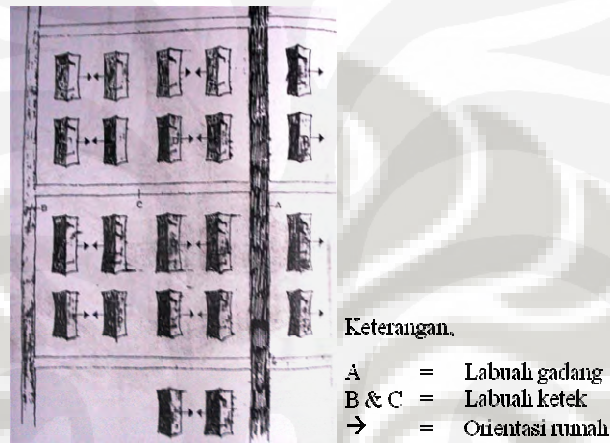 B
C
A
Keterangan.
A = Labuah gadang
B & C = Labuah ketek
→ = Orientasi rumah